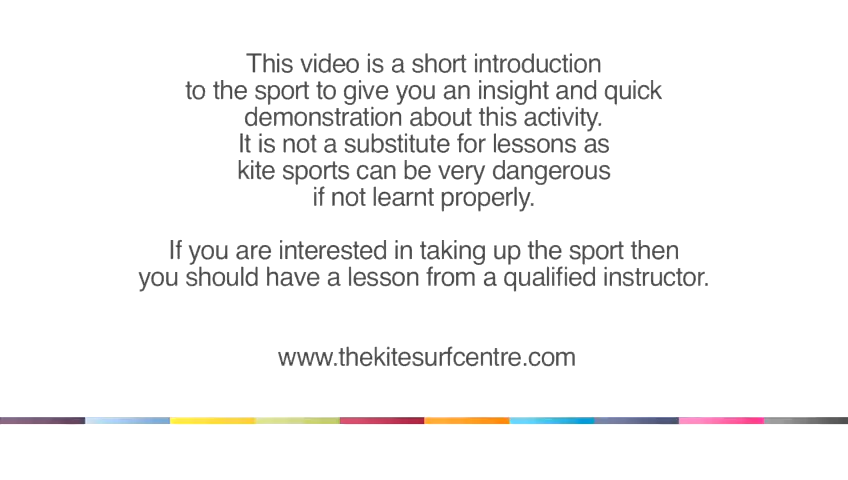 This video is a short introduction
to the sport to give you an insight and quick
demonstration about this activity.
It is not a substitute for lessons as
kite sports can be very dangerous
if not learnt properly.
If you are interested in taking up the sport then
you should have a lesson from a qualified instructor.
www.thekitesurfcentre.com